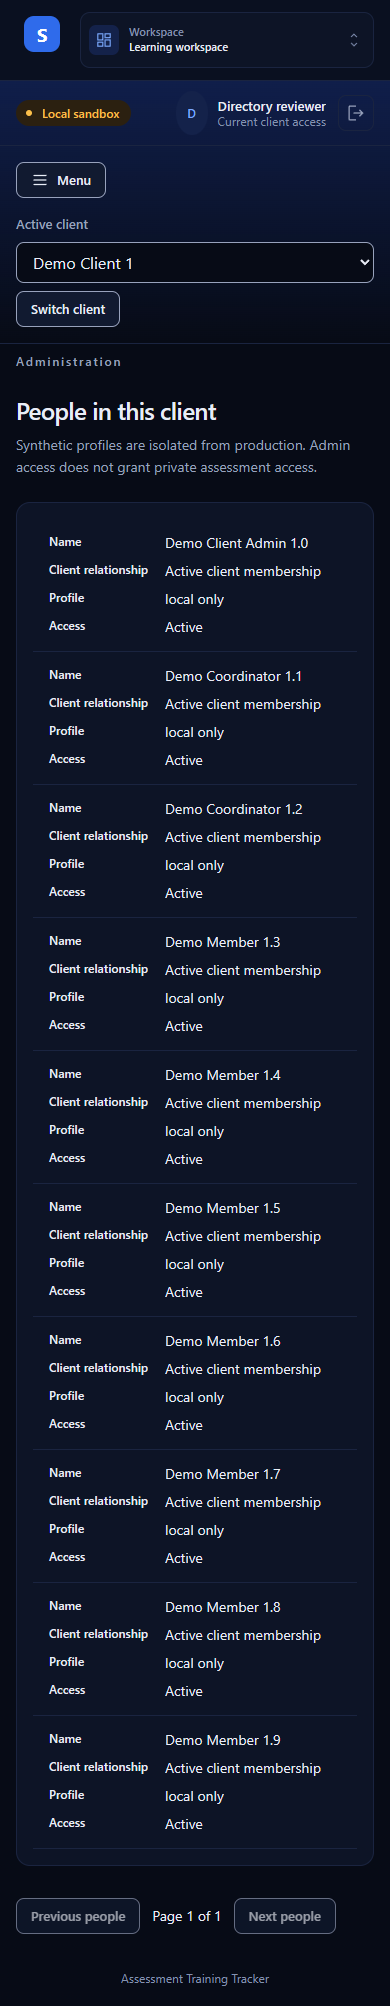 S
Workspace
Learning workspace
Local sandbox
D
Directory reviewer
Current client access
Menu
Active client
Demo Client 1
Switch client
Administration
People in this client
Synthetic profiles are isolated from production. Admin
access does not grant private assessment access.
Name Demo Client Admin 1.0
Client relationship Active client membership
Profile local only
Access Active
Name Demo Coordinator 1.1
Client relationship Active client membership
Profile local only
Access Active
Name Demo Coordinator 1.2
Client relationship Active client membership
Profile local only
Access Active
Name Demo Member 1.3
Client relationship Active client membership
Profile local only
Access Active
Name Demo Member 1.4
Client relationship Active client membership
Profile local only
Access Active
Name Demo Member 1.5
Client relationship Active client membership
Profile local only
Access Active
Name Demo Member 1.6
Client relationship Active client membership
Profile local only
Access Active
Name Demo Member 1.7
Client relationship Active client membership
Profile local only
Access Active
Name Demo Member 1.8
Client relationship Active client membership
Profile local only
Access Active
Name Demo Member 1.9
Client relationship Active client membership
Profile local only
Access Active
Previous people Page 1 of 1 Next people
Assessment Training Tracker